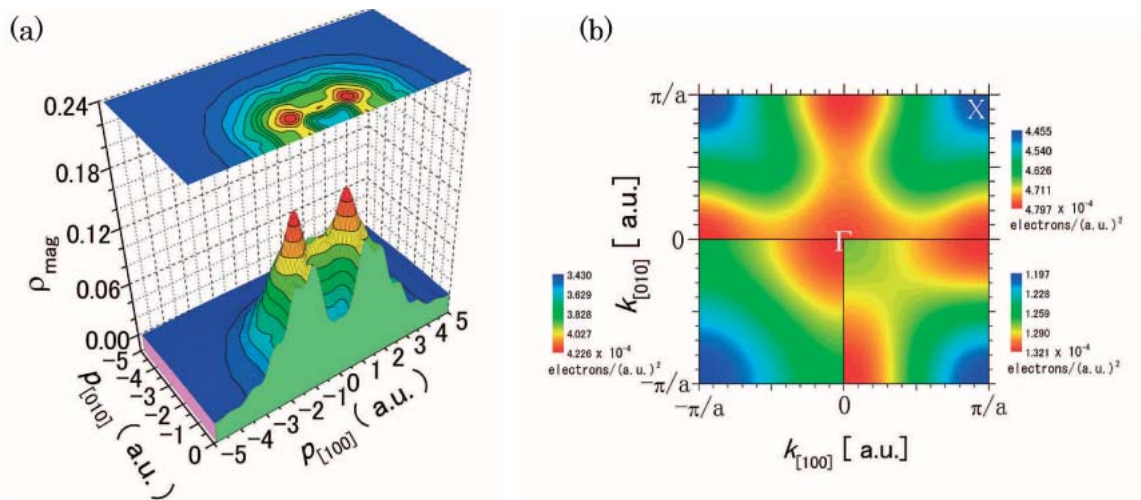 (a)
0.24
0.18
0.12
0.06
0.00
ρmag
-5
-4
-3
-2
-1
0
p[010] (a.u.)
-5
-4
-3
-2
-1
0
1
2
3
4
5
p[100] (a.u.)
(b)
π/a
0
-π/a
k[010] [a.u.]
-π/a
0
π/a
k[100] [a.u.]
X
Γ
4.455
4.540
4.626
4.711
4.797 x 10⁻⁴
electrons/(a.u.)²
3.430
3.629
3.828
4.027
4.226 x 10⁻⁴
electrons/(a.u.)²
1.197
1.228
1.259
1.290
1.321 x 10⁻⁴
electrons/(a.u.)²